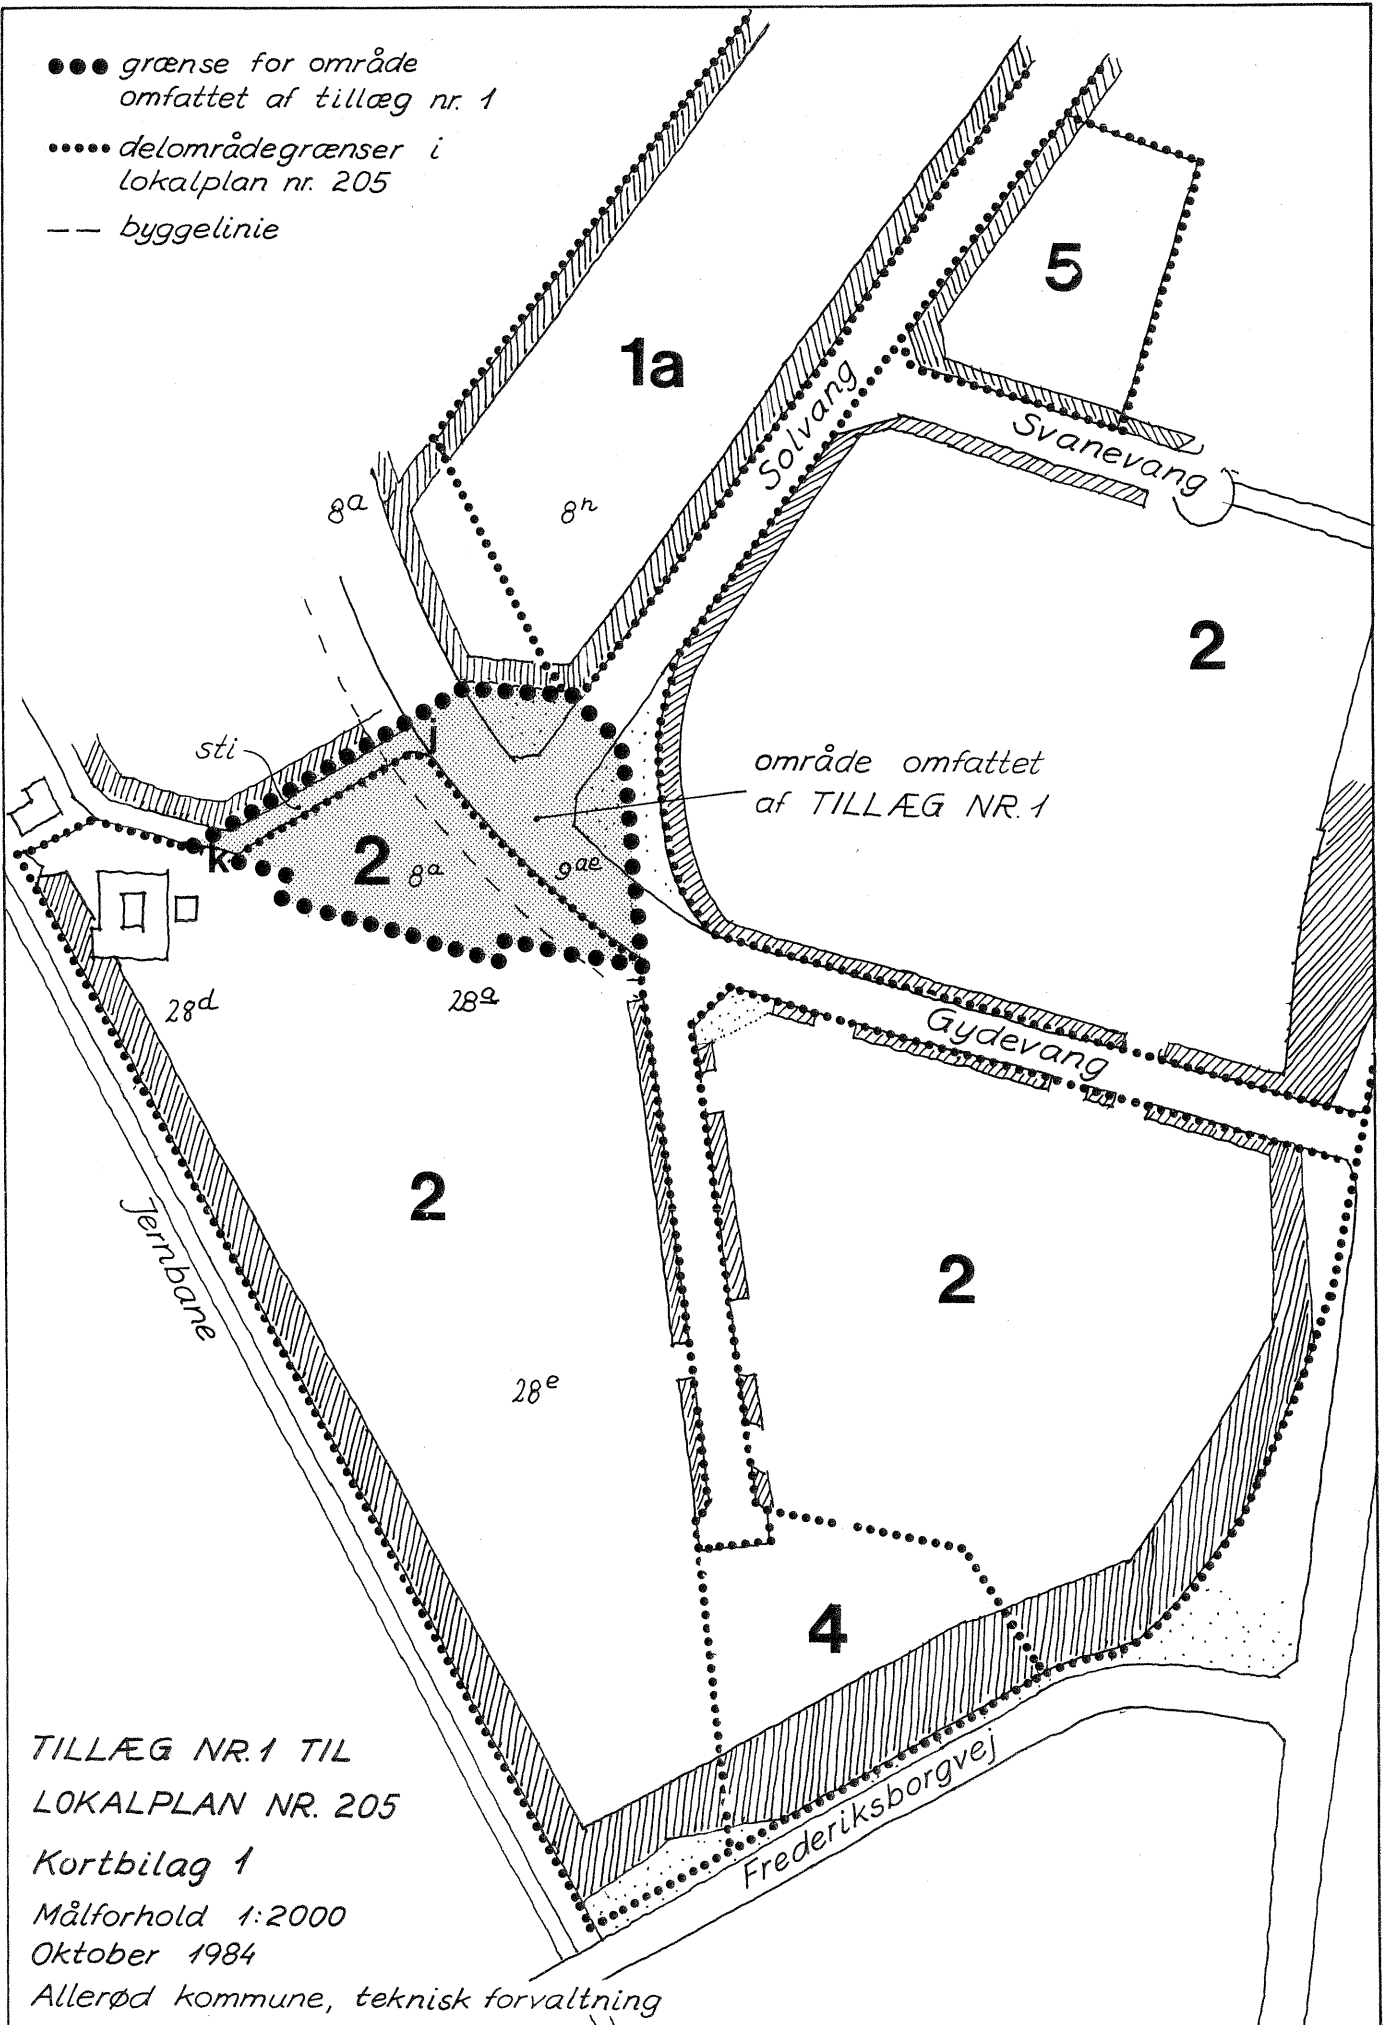 grænse for område
omfattet af tillæg nr. 1
delområdegrænser i
lokalplan nr. 205
byggelinie
5
1a
Solvang
Svanevang
8a
8n
2
sti
j
område omfattet
af TILLÆG NR. 1
k
2
8a
9ae
28d
28a
Gydevang
2
Jernbane
2
28e
4
Frederiksborgvej
TILLÆG NR. 1 TIL
LOKALPLAN NR. 205
Kortbilag 1
Målforhold 1:2000
Oktober 1984
Allerød kommune, teknisk forvaltning